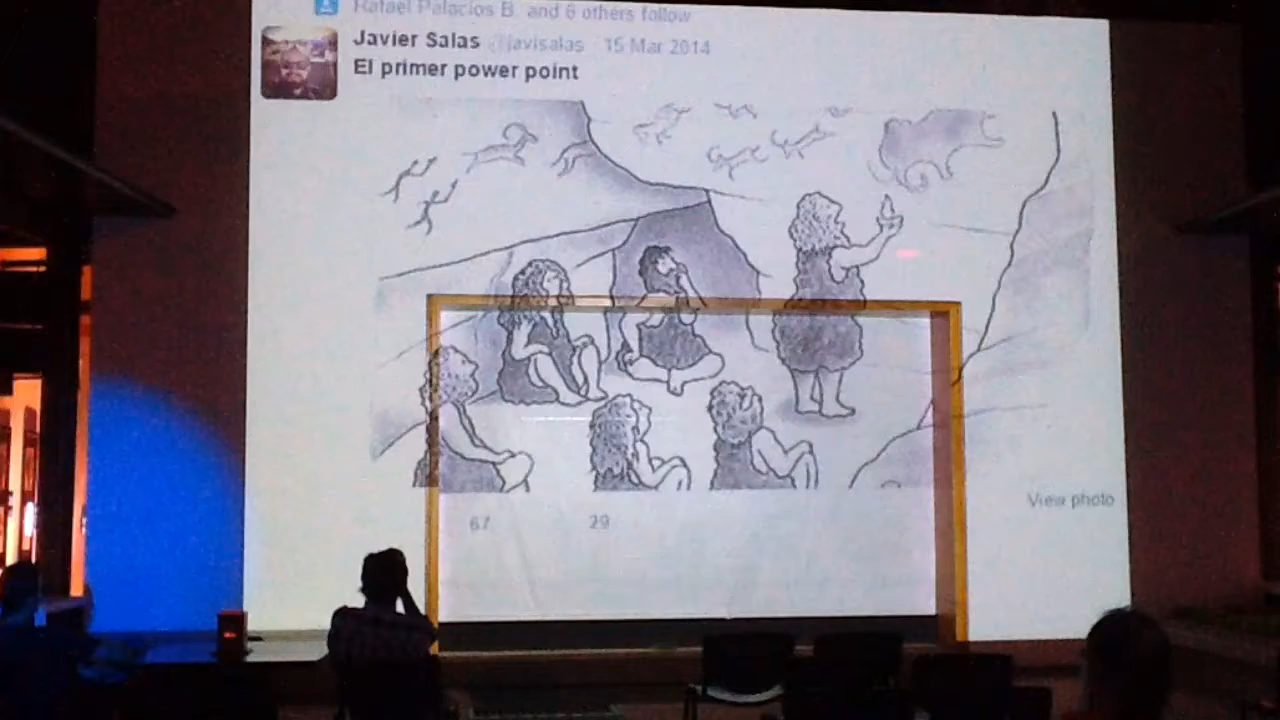 Rafael Palacios B. and 6 others follow
Javier Salas @javisalas 15 Mar 2014
El primer power point
View photo
67 29